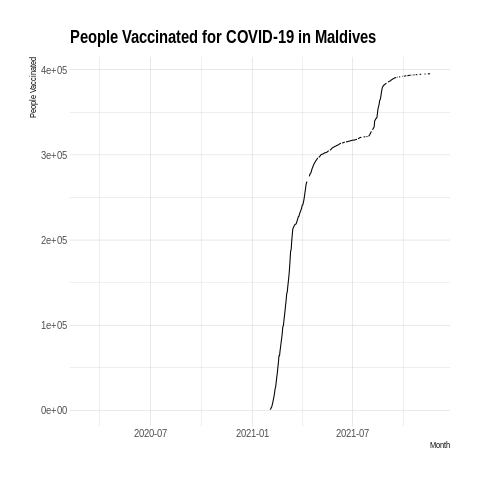 People Vaccinated for COVID-19 in Maldives
People Vaccinated
4e+05
3e+05
2e+05
1e+05
0e+00
2020-07 2021-01 2021-07
Month